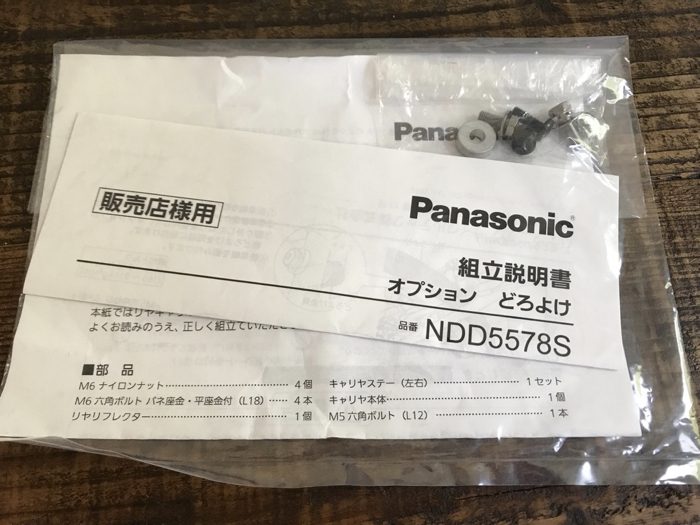 Pana
販売店様用
Panasonic
組立説明書
オプション どろよけ
品番 NDD5578S
本紙ではリヤキャリ
よくお読みのうえ、正しく組立ていただ
■部品
M6 ナイロンナット 4個
M6 六角ボルト バネ座金・平座金付（L18） 4本
リヤリフレクター 1個
キャリヤステー（左右） 1セット
キャリヤ本体 1個
M5 六角ボルト（L12） 1本